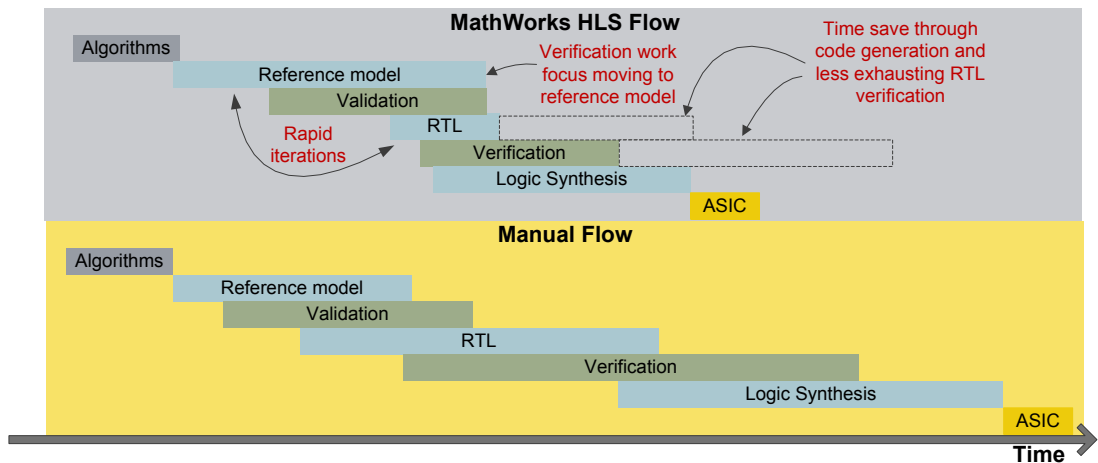 MathWorks HLS Flow
Algorithms
Reference model
Validation
RTL
Verification
Logic Synthesis
ASIC
Rapid
iterations
Verification work
focus moving to
reference model
Time save through
code generation and
less exhausting RTL
verification
Manual Flow
Algorithms
Reference model
Validation
RTL
Verification
Logic Synthesis
ASIC
Time